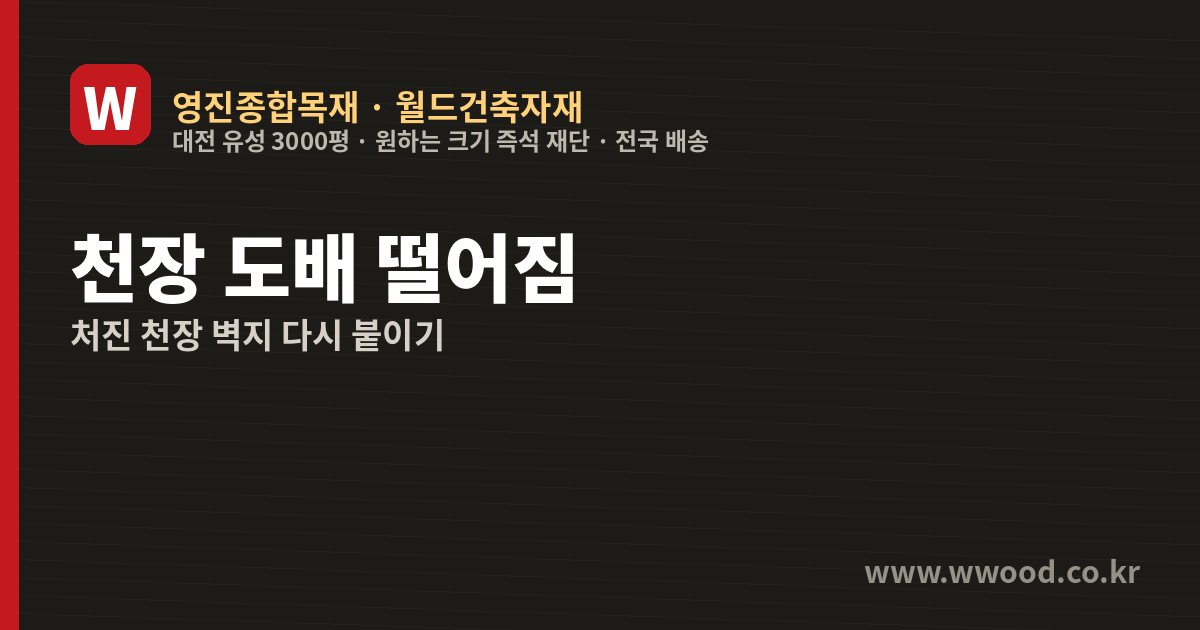 W
영진종합목재 · 월드건축자재
대전 유성 3000평 · 원하는 크기 즉석 재단 · 전국 배송
천장 도배 떨어짐
처진 천장 벽지 다시 붙이기
www.wwood.co.kr